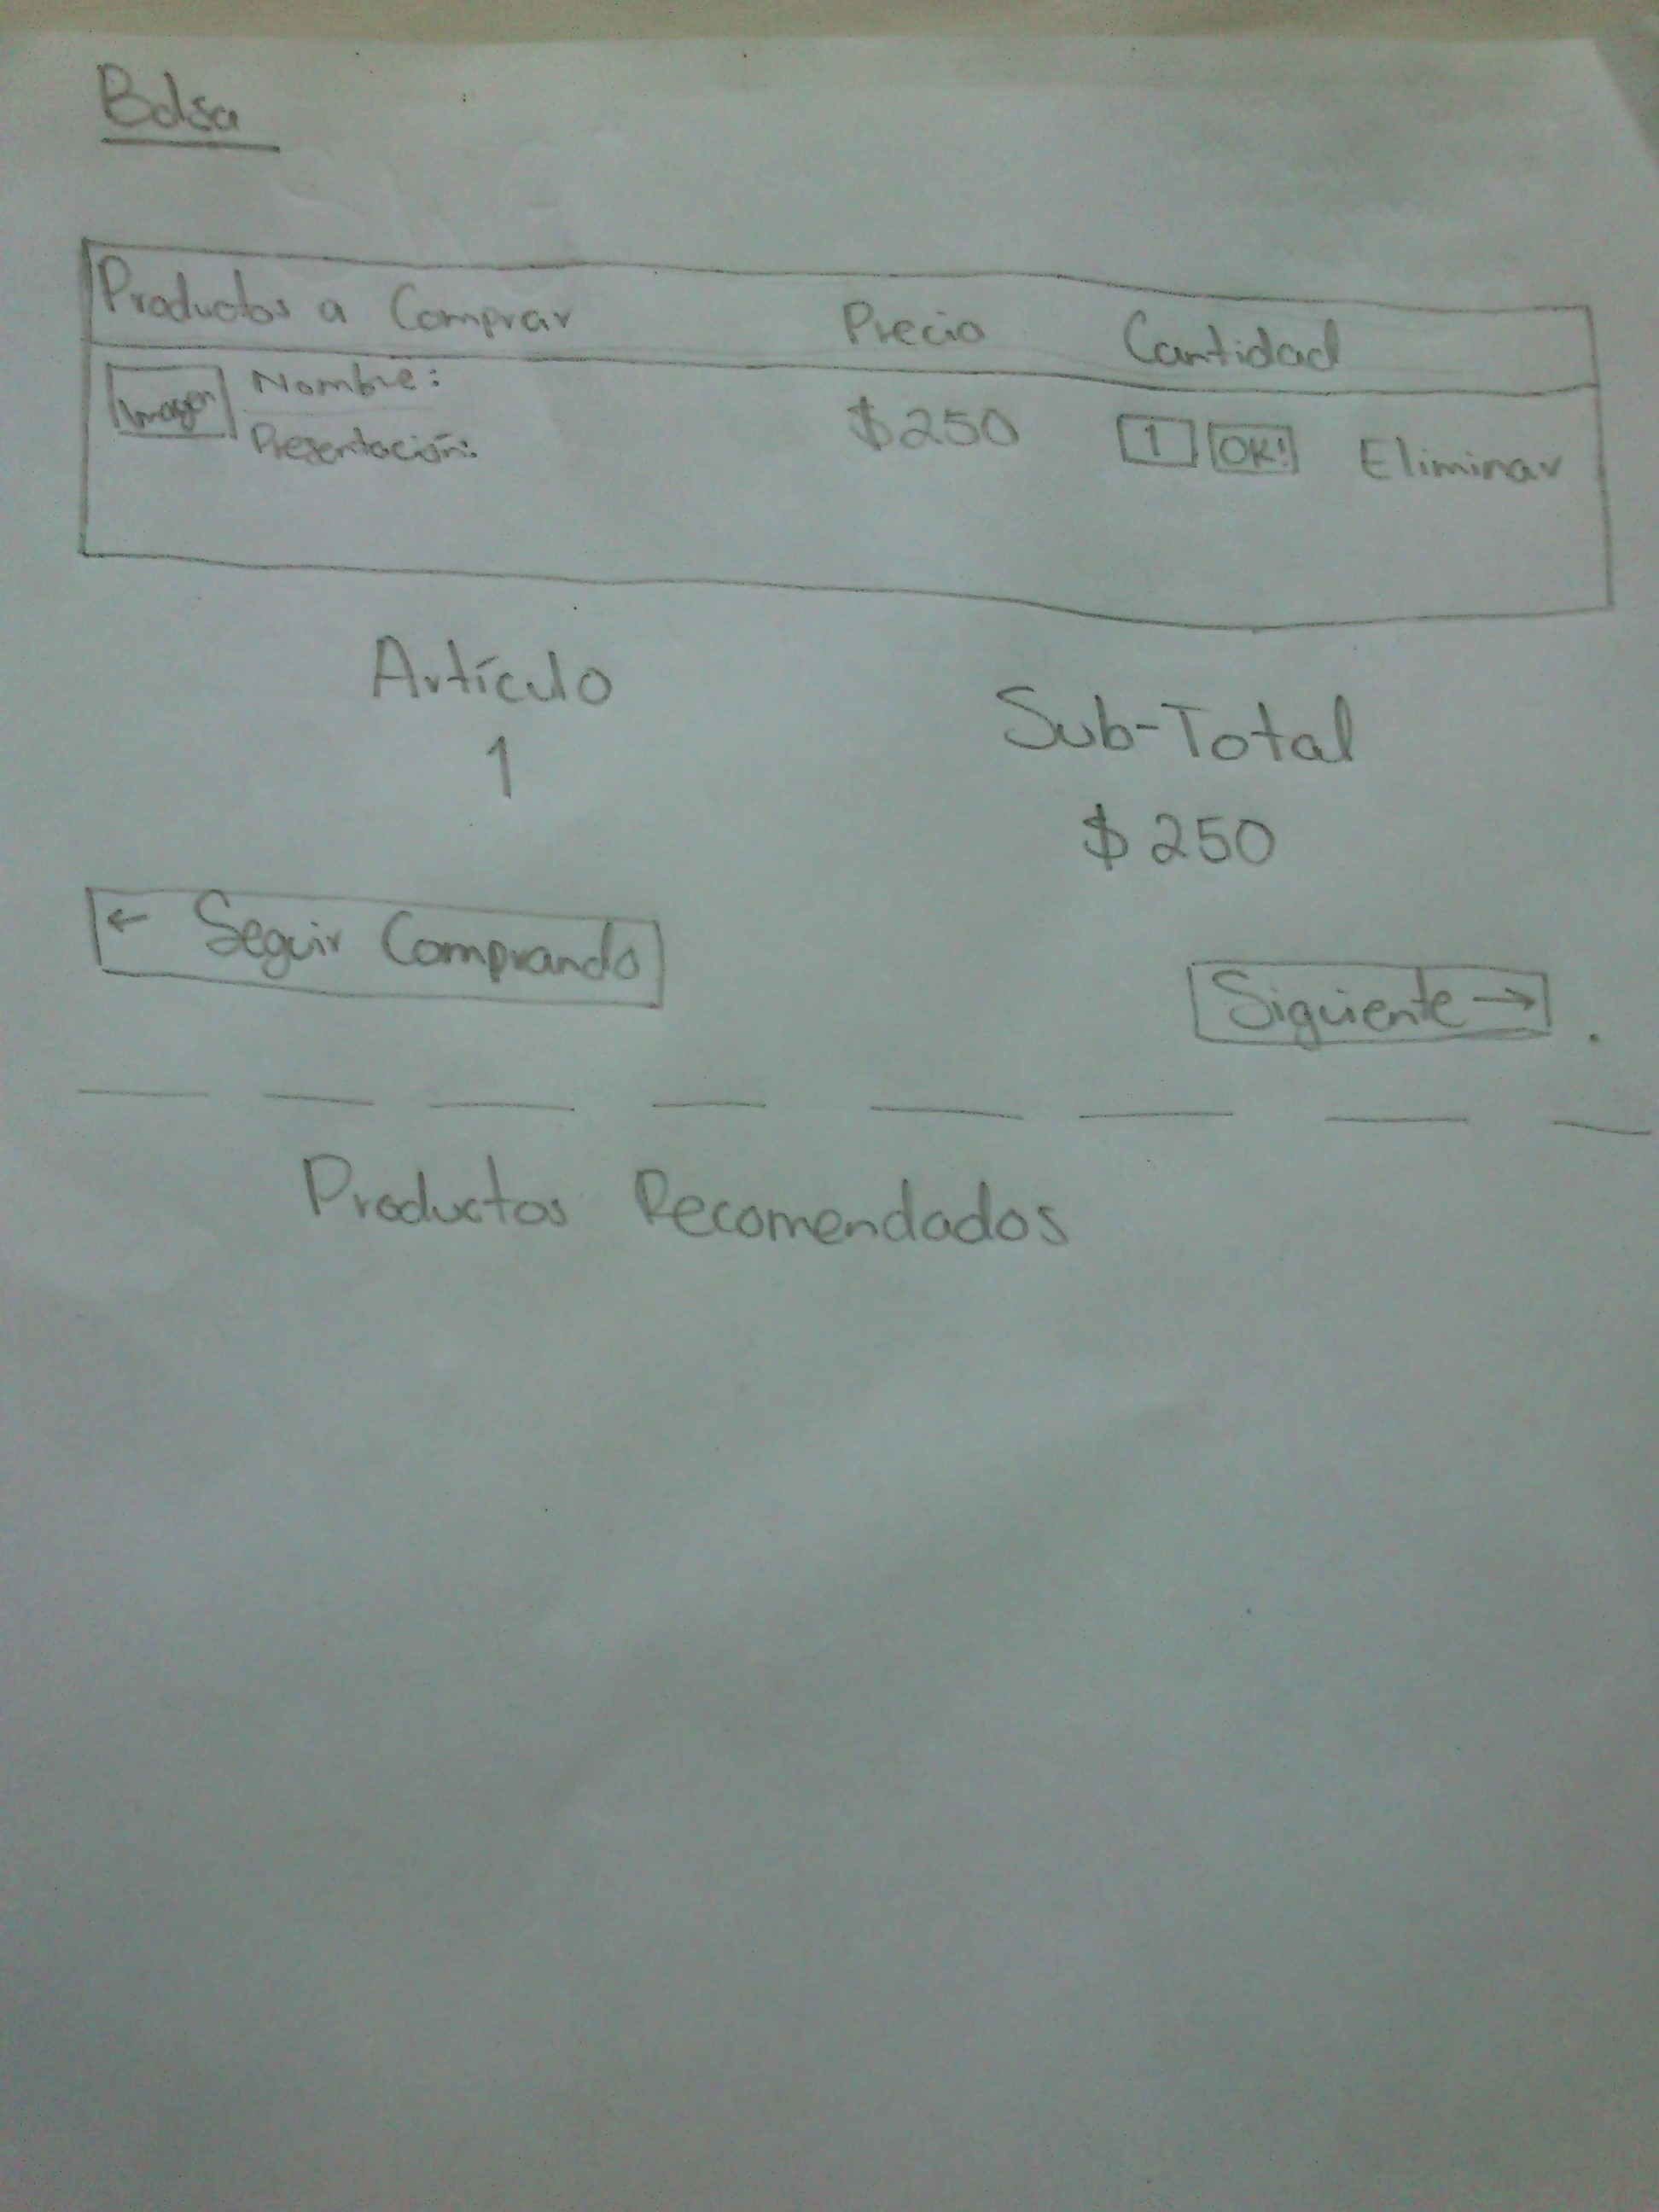 Bolsa
Productos a Comprar Precio Cantidad
Imagen Nombre: $250 1 OK! Eliminar
Presentación:
Artículo Sub-Total
1 $250
← Seguir Comprando Siguiente →
Productos Recomendados